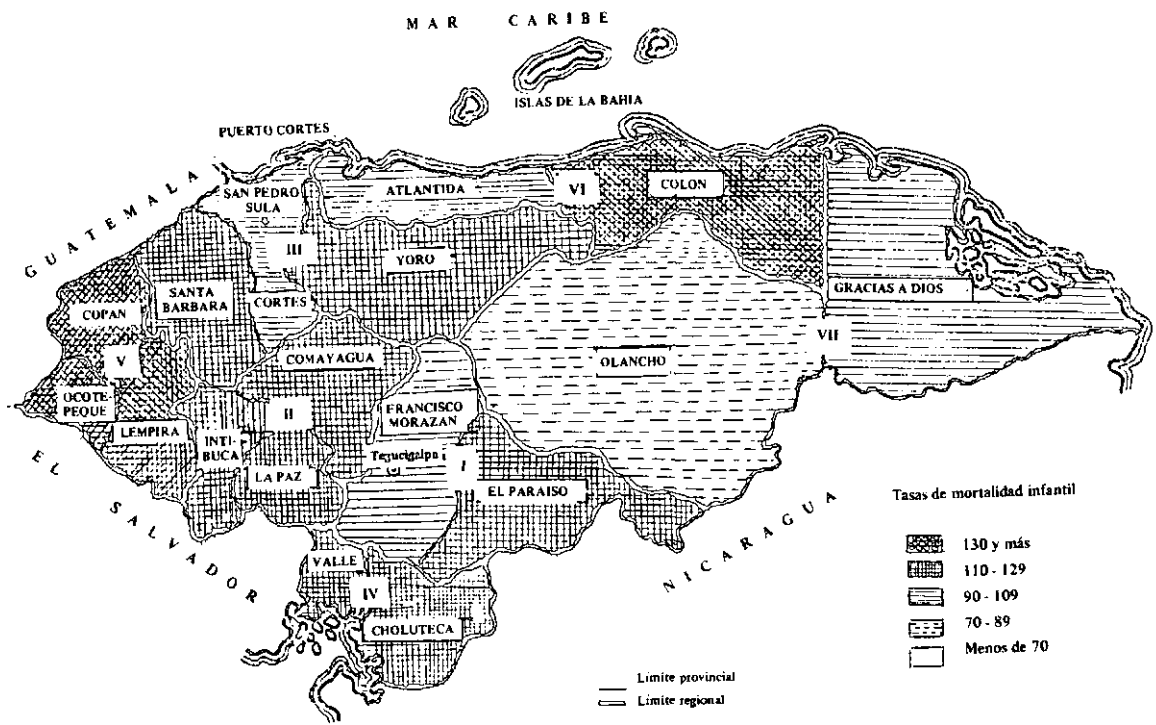 MAR CARIBE
ISLAS DE LA BAHIA
PUERTO CORTES
GUATEMALA
SAN PEDRO
SULA
ATLANTIDA
VI
COLON
III
YORO
SANTA
BARBARA
CORTES
GRACIAS A DIOS
COPAN
COMAYAGUA
OLANCHO
VII
V
OCOTE-
PEQUE
II
FRANCISCO
MORAZAN
LEMPIRA
INTI-
BUCA
Tegucigalpa
I
LA PAZ
EL PARAISO
EL SALVADOR
NICARAGUA
VALLE
IV
CHOLUTECA
Tasas de mortalidad infantil
130 y más
110 - 129
90 - 109
70 - 89
Menos de 70
Límite provincial
Límite regional